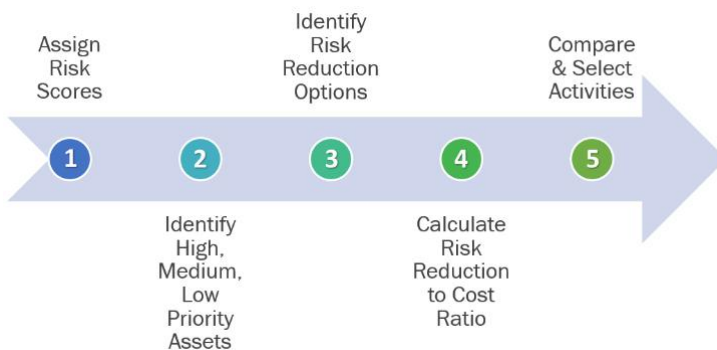 Assign
Risk
Scores
Identify
Risk
Reduction
Options
Compare
& Select
Activities
1
2
3
4
5
Identify
High,
Medium,
Low
Priority
Assets
Calculate
Risk
Reduction
to Cost
Ratio